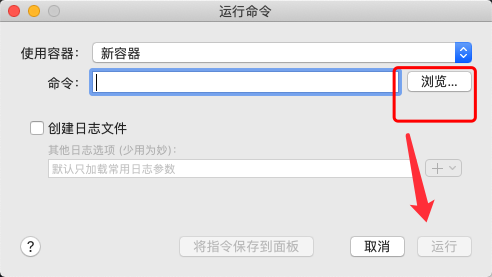 运行命令
使用容器： 新容器
命令： 浏览...
创建日志文件
其他日志选项 (少用为妙)：
默认只加载常用日志参数
? 将指令保存到面板 取消 运行